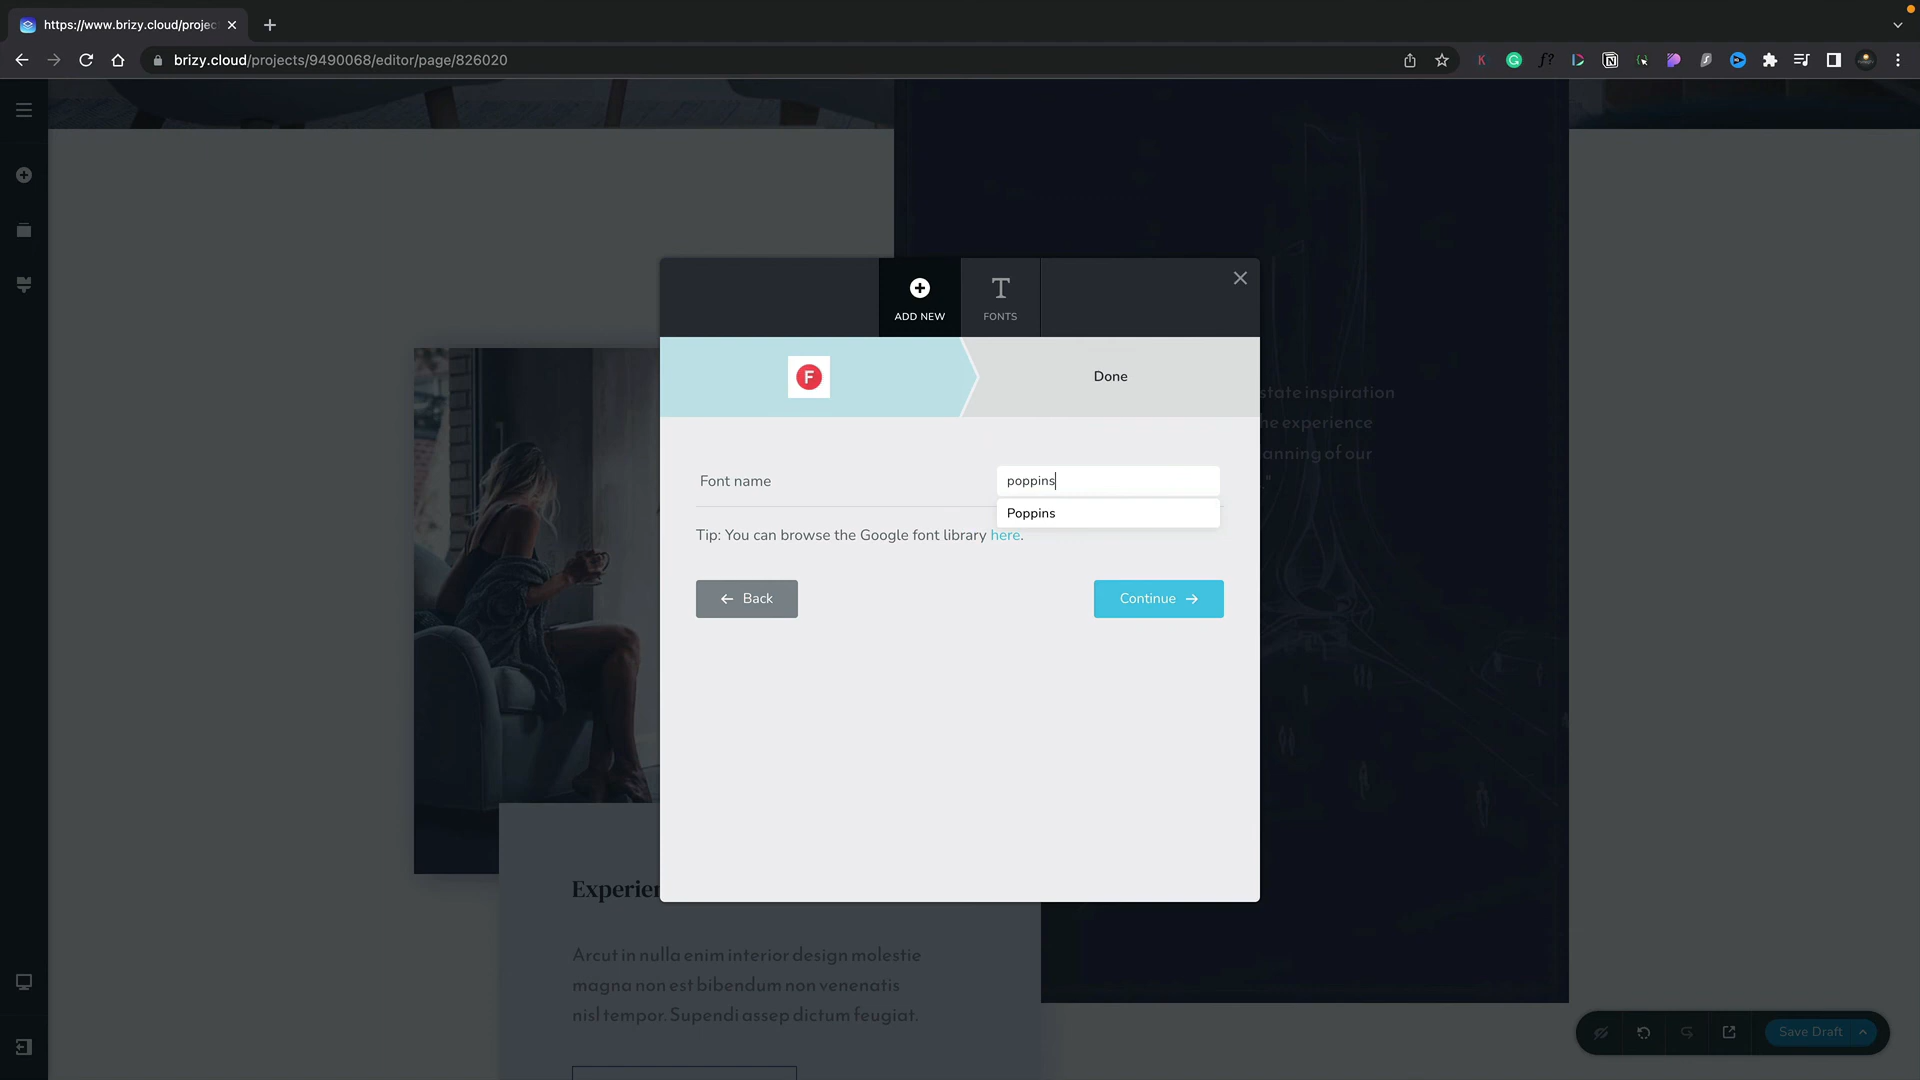 https://www.brizy.cloud/projec
brizy.cloud/projects/9490068/editor/page/826020
ADD NEW
FONTS
F
Done
state inspiration
he experience
anning of our
"
Font name
poppins
Poppins
Tip: You can browse the Google font library here.
Back
Continue
Experien
Arcut in nulla enim interior design molestie
magna non est bibendum non venenatis
nisl tempor. Supendi assep dictum feugiat.
Save Draft